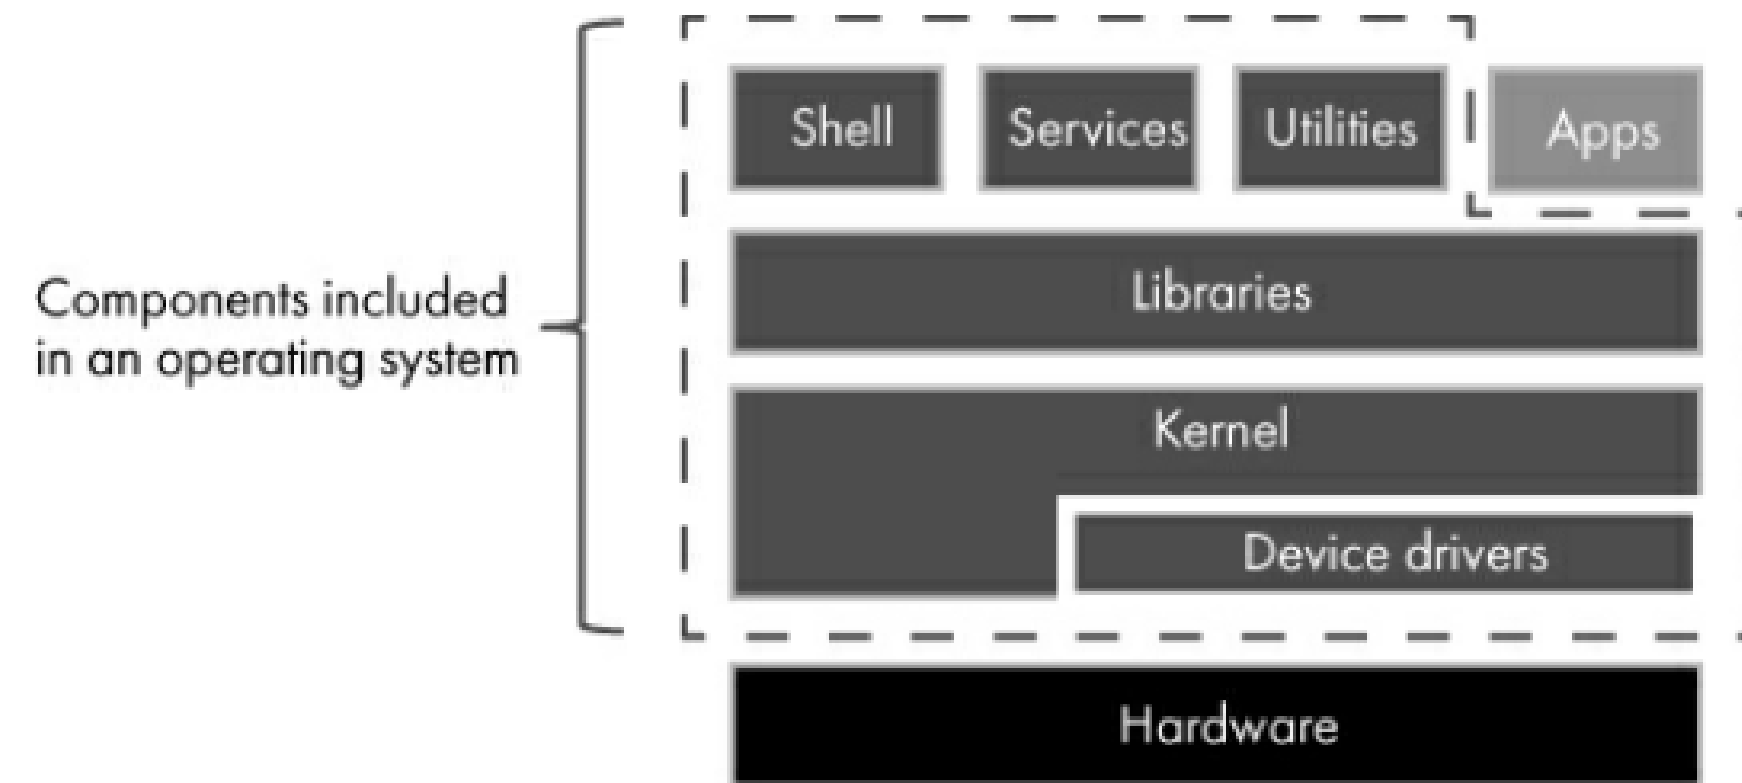 Shell
Services
Utilities
Apps
Components included
in an operating system
Libraries
Kernel
Device drivers
Hardware